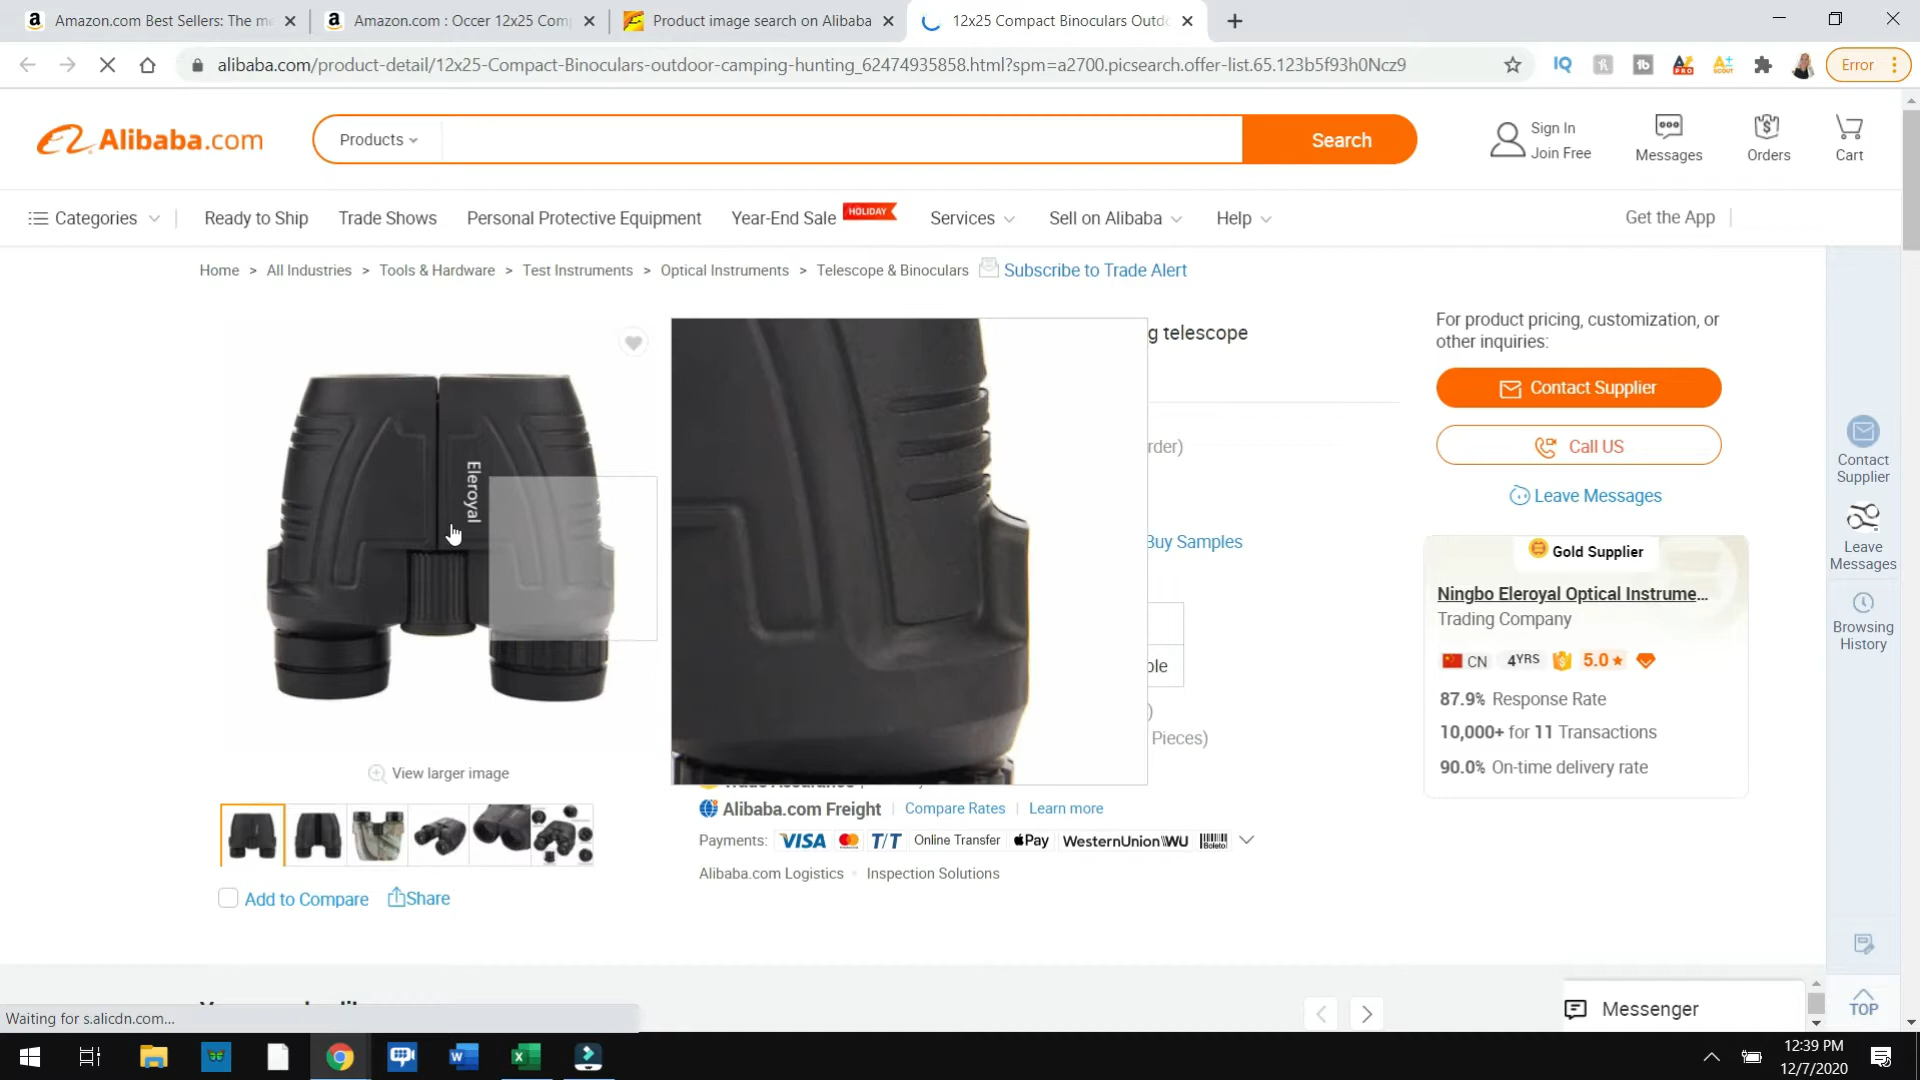 Amazon.com Best Sellers: The m
Amazon.com : Occer 12x25 Com
Product image search on Alibaba
12x25 Compact Binoculars Outd
alibaba.com/product-detail/12x25-Compact-Binoculars-outdoor-camping-hunting_62474935858.html?spm=a2700.picsearch.offer-list.65.123b5f93h0Ncz9
IQ
Error
Alibaba.com
Products
Search
Sign In
Join Free
Messages
Orders
Cart
Categories
Ready to Ship
Trade Shows
Personal Protective Equipment
Year-End Sale
HOLIDAY
Services
Sell on Alibaba
Help
Get the App
Home > All Industries > Tools & Hardware > Test Instruments > Optical Instruments > Telescope & Binoculars
Subscribe to Trade Alert
g telescope
rder)
Buy Samples
ble
)
Pieces)
Eleroyal
View larger image
Add to Compare
Share
Alibaba.com Freight | Compare Rates | Learn more
Payments: VISA T/T Online Transfer Pay WesternUnion WU Boleto
Alibaba.com Logistics
Inspection Solutions
For product pricing, customization, or
other inquiries:
Contact Supplier
Call US
Leave Messages
Gold Supplier
Ningbo Eleroyal Optical Instrume...
Trading Company
CN 4YRS 5.0
87.9% Response Rate
10,000+ for 11 Transactions
90.0% On-time delivery rate
Contact
Supplier
Leave
Messages
Browsing
History
TOP
Messenger
Waiting for s.alicdn.com...
12:39 PM
12/7/2020